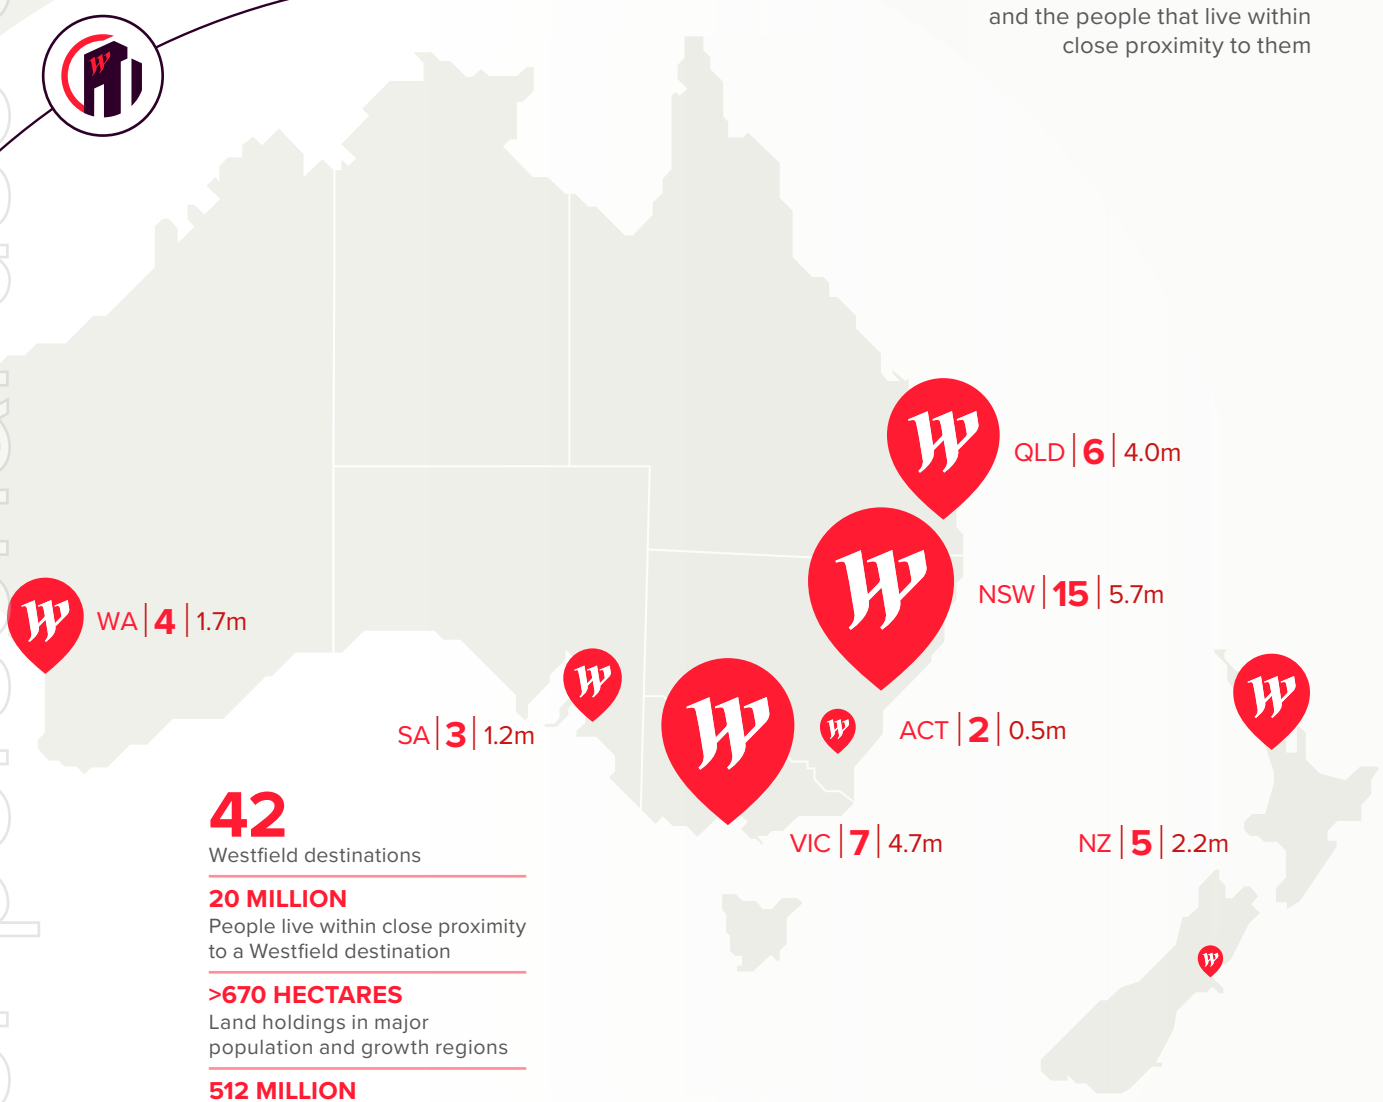 and the people that live within
close proximity to them
QLD | 6 | 4.0m
NSW | 15 | 5.7m
WA | 4 | 1.7m
SA | 3 | 1.2m
ACT | 2 | 0.5m
VIC | 7 | 4.7m
NZ | 5 | 2.2m
42
Westfield destinations
20 MILLION
People live within close proximity
to a Westfield destination
>670 HECTARES
Land holdings in major
population and growth regions
512 MILLION